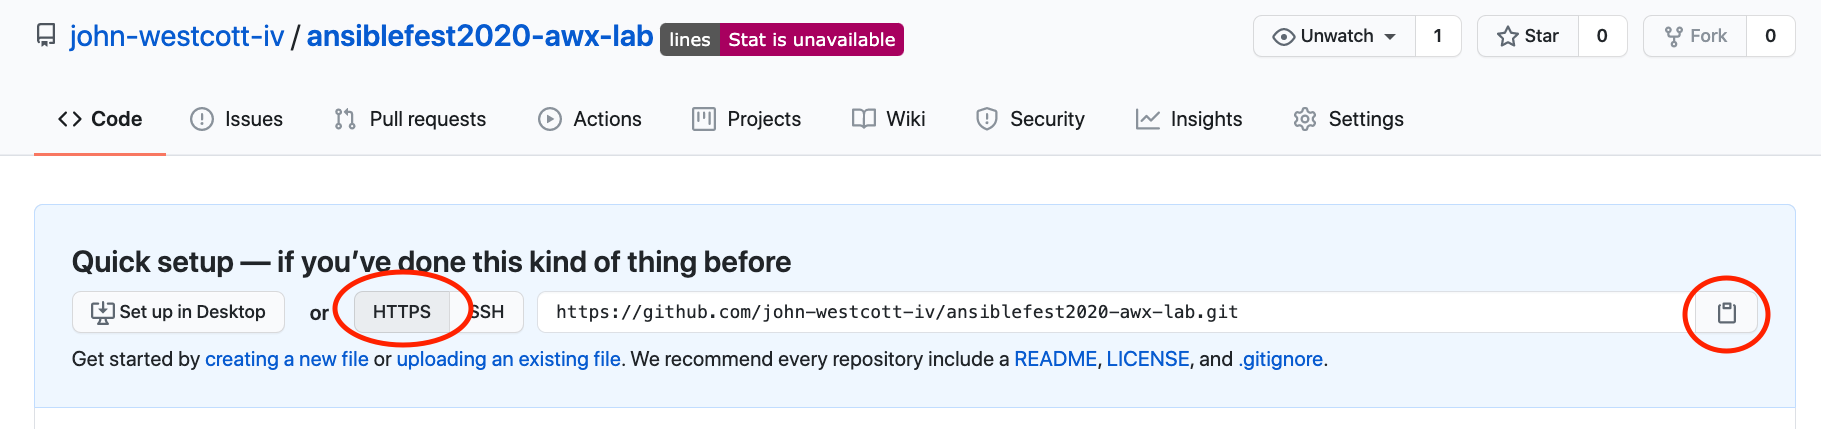 john-westcott-iv / ansiblefest2020-awx-lab lines Stat is unavailable Unwatch 1 Star 0 Fork 0
Code Issues Pull requests Actions Projects Wiki Security Insights Settings
Quick setup — if you’ve done this kind of thing before
Set up in Desktop or HTTPS SSH https://github.com/john-westcott-iv/ansiblefest2020-awx-lab.git
Get started by creating a new file or uploading an existing file. We recommend every repository include a README, LICENSE, and .gitignore.